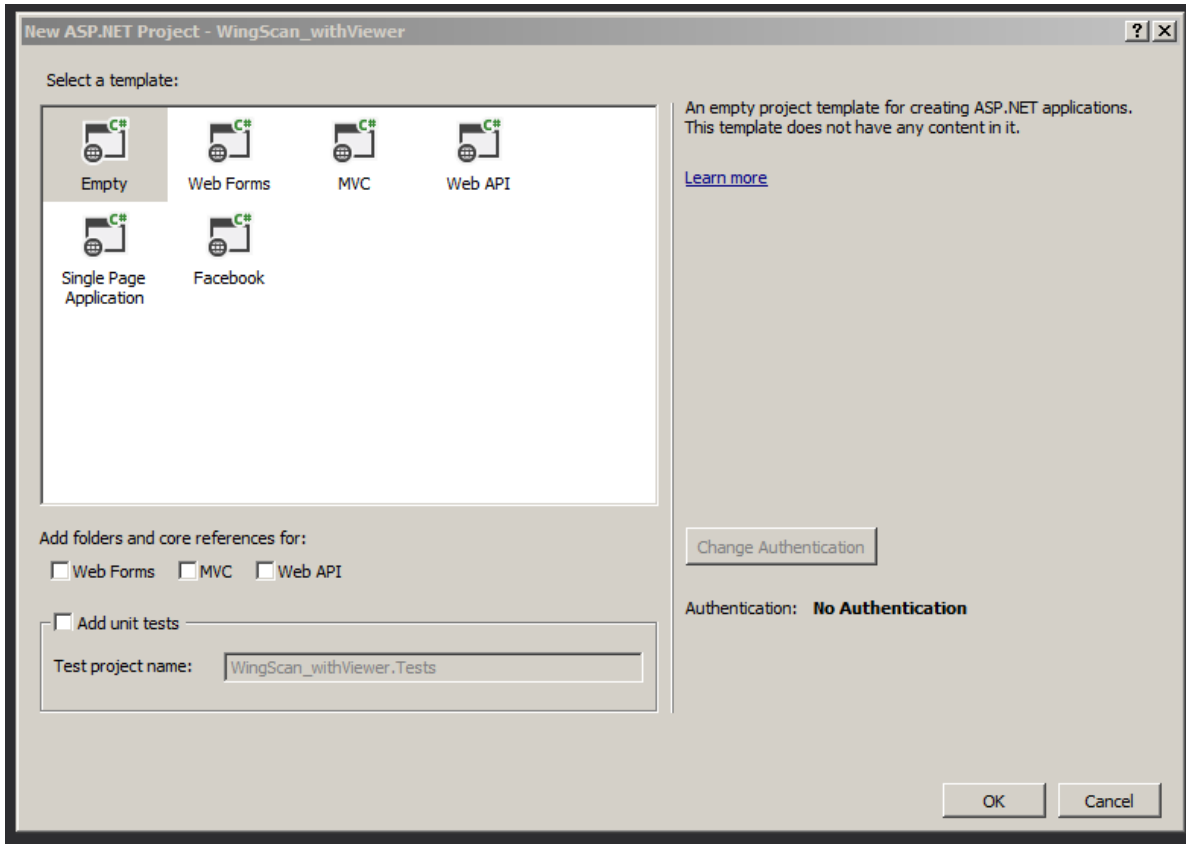 New ASP.NET Project - WingScan_withViewer
? X
Select a template:
C# C# C# C#
Empty Web Forms MVC Web API
C# C#
Single Page Application Facebook
An empty project template for creating ASP.NET applications.
This template does not have any content in it.
Learn more
Add folders and core references for:
Web Forms MVC Web API
Add unit tests
Test project name: WingScan_withViewer.Tests
Change Authentication
Authentication: No Authentication
OK Cancel